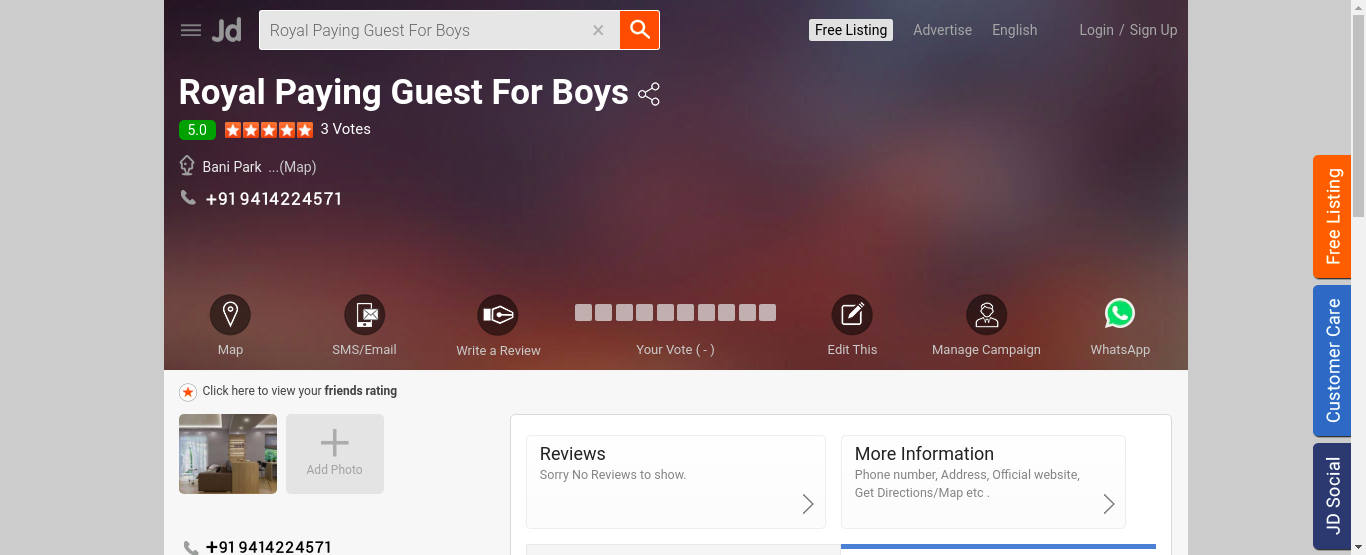 Jd
Royal Paying Guest For Boys ×
Free Listing Advertise English Login / Sign Up
Royal Paying Guest For Boys
5.0 3 Votes
Bani Park ...(Map)
+91 9414224571
Map
SMS/Email
Write a Review
Your Vote ( - )
Edit This
Manage Campaign
WhatsApp
Click here to view your friends rating
Add Photo
Reviews
Sorry No Reviews to show.
More Information
Phone number, Address, Official website,
Get Directions/Map etc .
+91 9414224571
Free Listing
Customer Care
JD Social